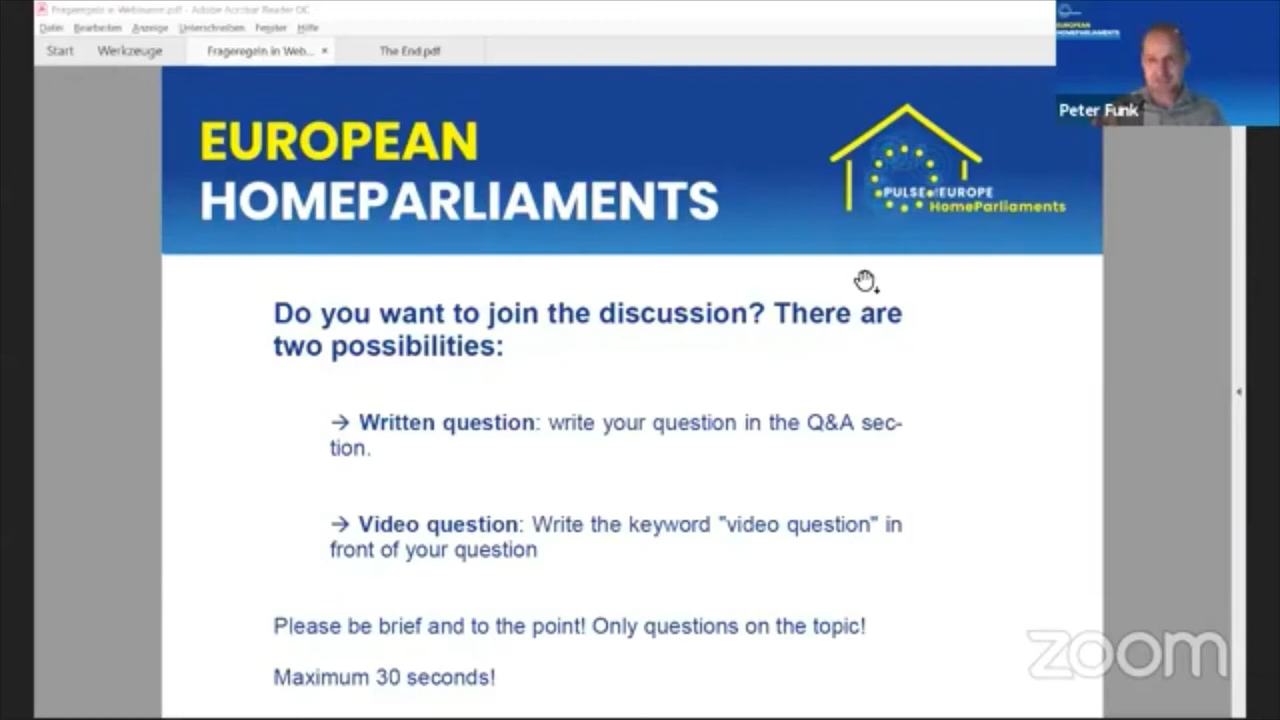 Frageregeln in Webinaren.pdf - Adobe Acrobat Reader DC
Datei Bearbeiten Anzeige Unterschreiben Fenster Hilfe
Start Werkzeuge Frageregeln in Web... × The End.pdf
EUROPEAN
HOMEPARLIAMENTS
Peter Funk
EUROPEAN
HOMEPARLIAMENTS
PULSE OF EUROPE
HomeParliaments
Do you want to join the discussion? There are
two possibilities:
→ Written question: write your question in the Q&A sec-
tion.
→ Video question: Write the keyword "video question" in
front of your question
Please be brief and to the point! Only questions on the topic!
Maximum 30 seconds!
zoom